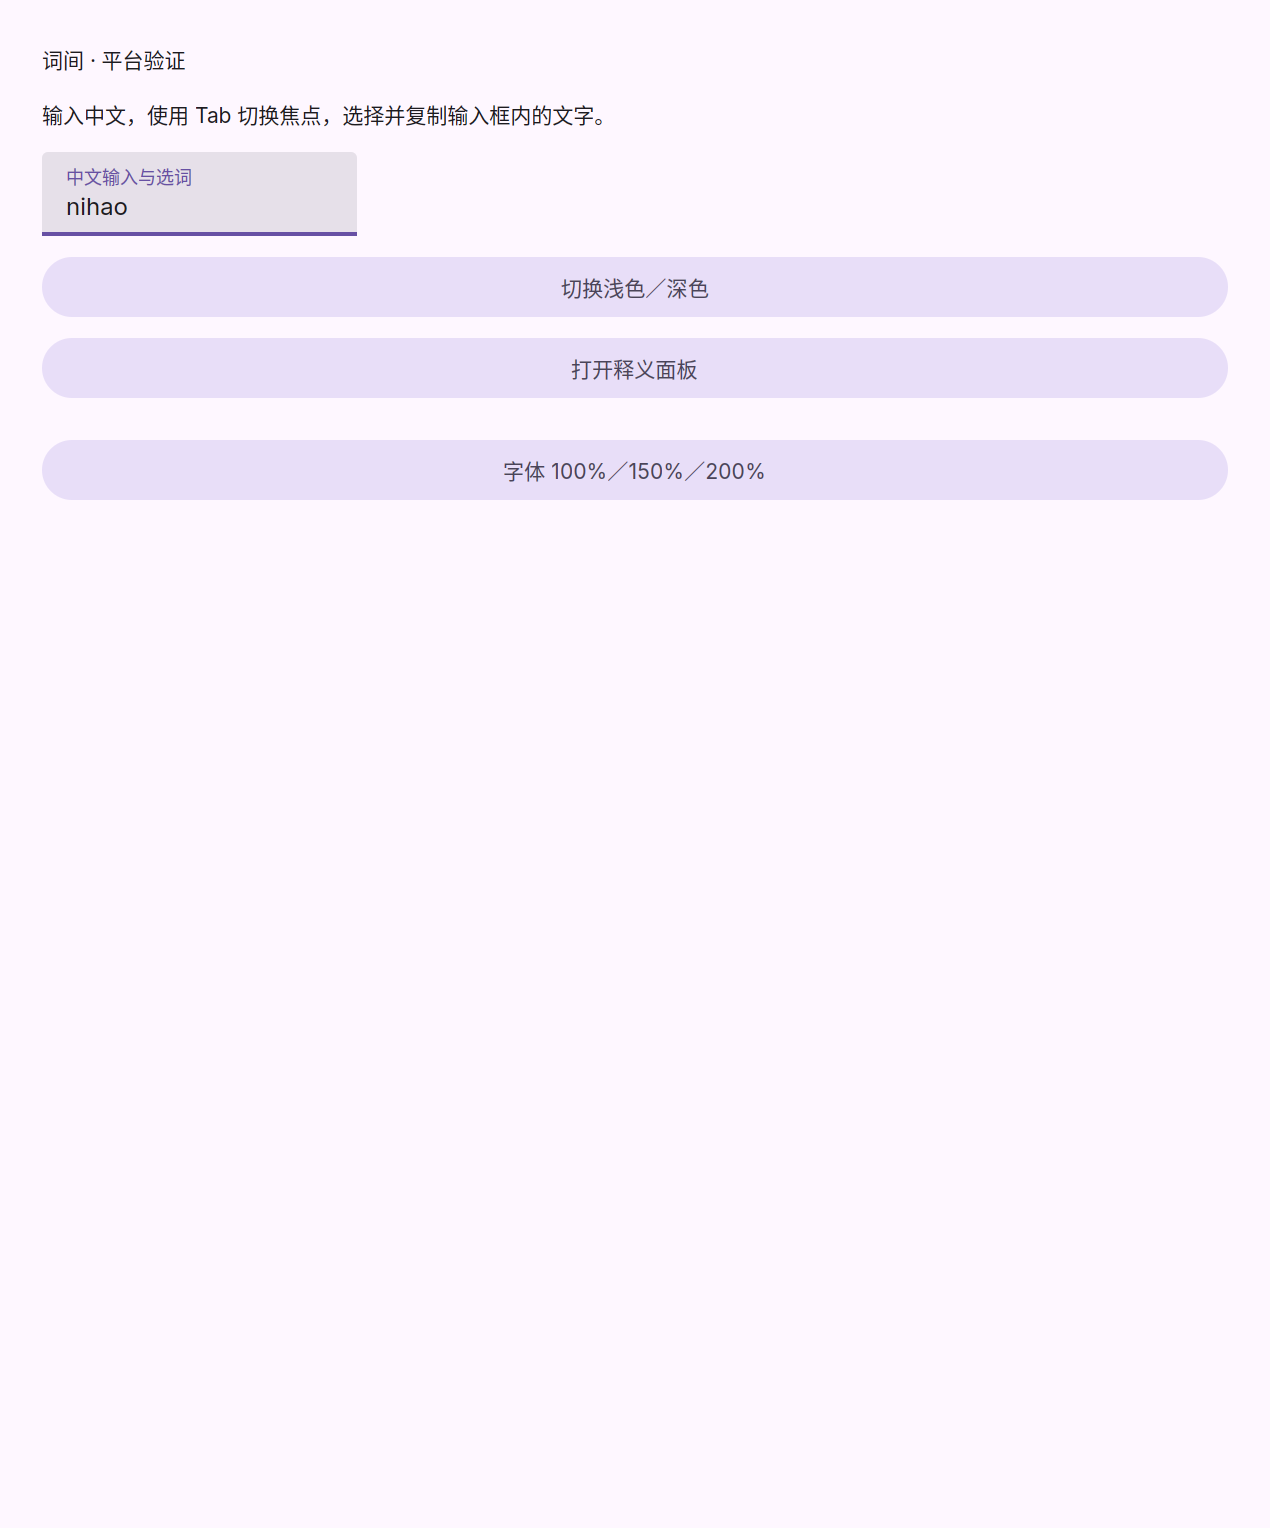 词间 · 平台验证
输入中文，使用 Tab 切换焦点，选择并复制输入框内的文字。
中文输入与选词
nihao
切换浅色／深色
打开释义面板
字体 100%／150%／200%